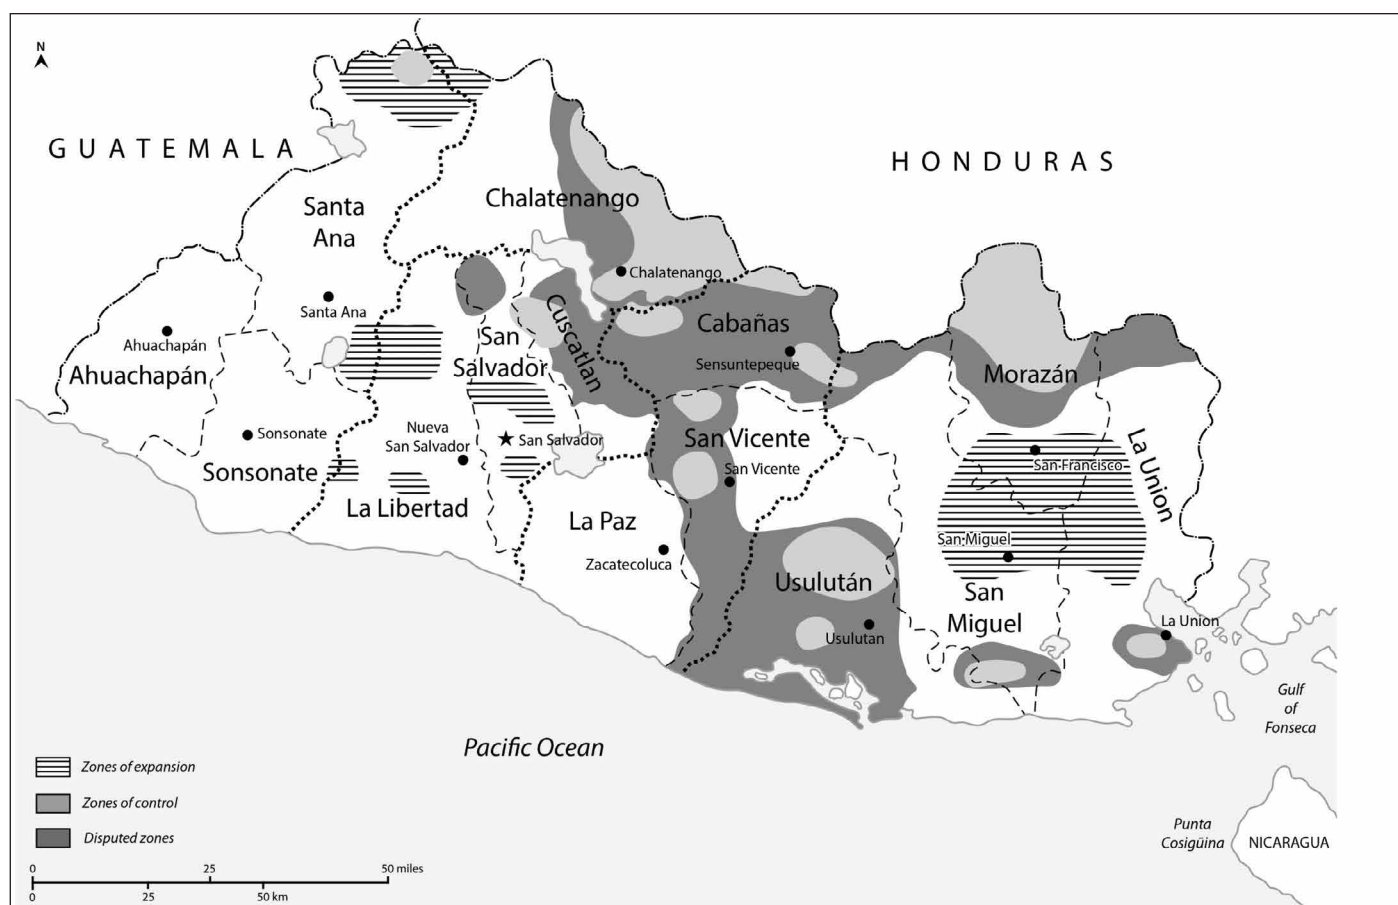 N
GUATEMALA
HONDURAS
Santa
Ana
Chalatenango
Chalatenango
Santa Ana
Ahuachapán
Ahuachapán
San
Salvador
Cuscatlan
Cabañas
Sensuntepeque
Morazán
Sonsonate
Sonsonate
Nueva
San Salvador
San Salvador
San Vicente
San Vicente
La Union
San Francisco
La Libertad
La Paz
Zacatecoluca
San Miguel
Usulután
Usulutan
San
Miguel
La Union
Gulf
of
Fonseca
Pacific Ocean
Zones of expansion
Zones of control
Disputed zones
Punta
Cosigüina
NICARAGUA
0 25 50 miles
0 25 50 km